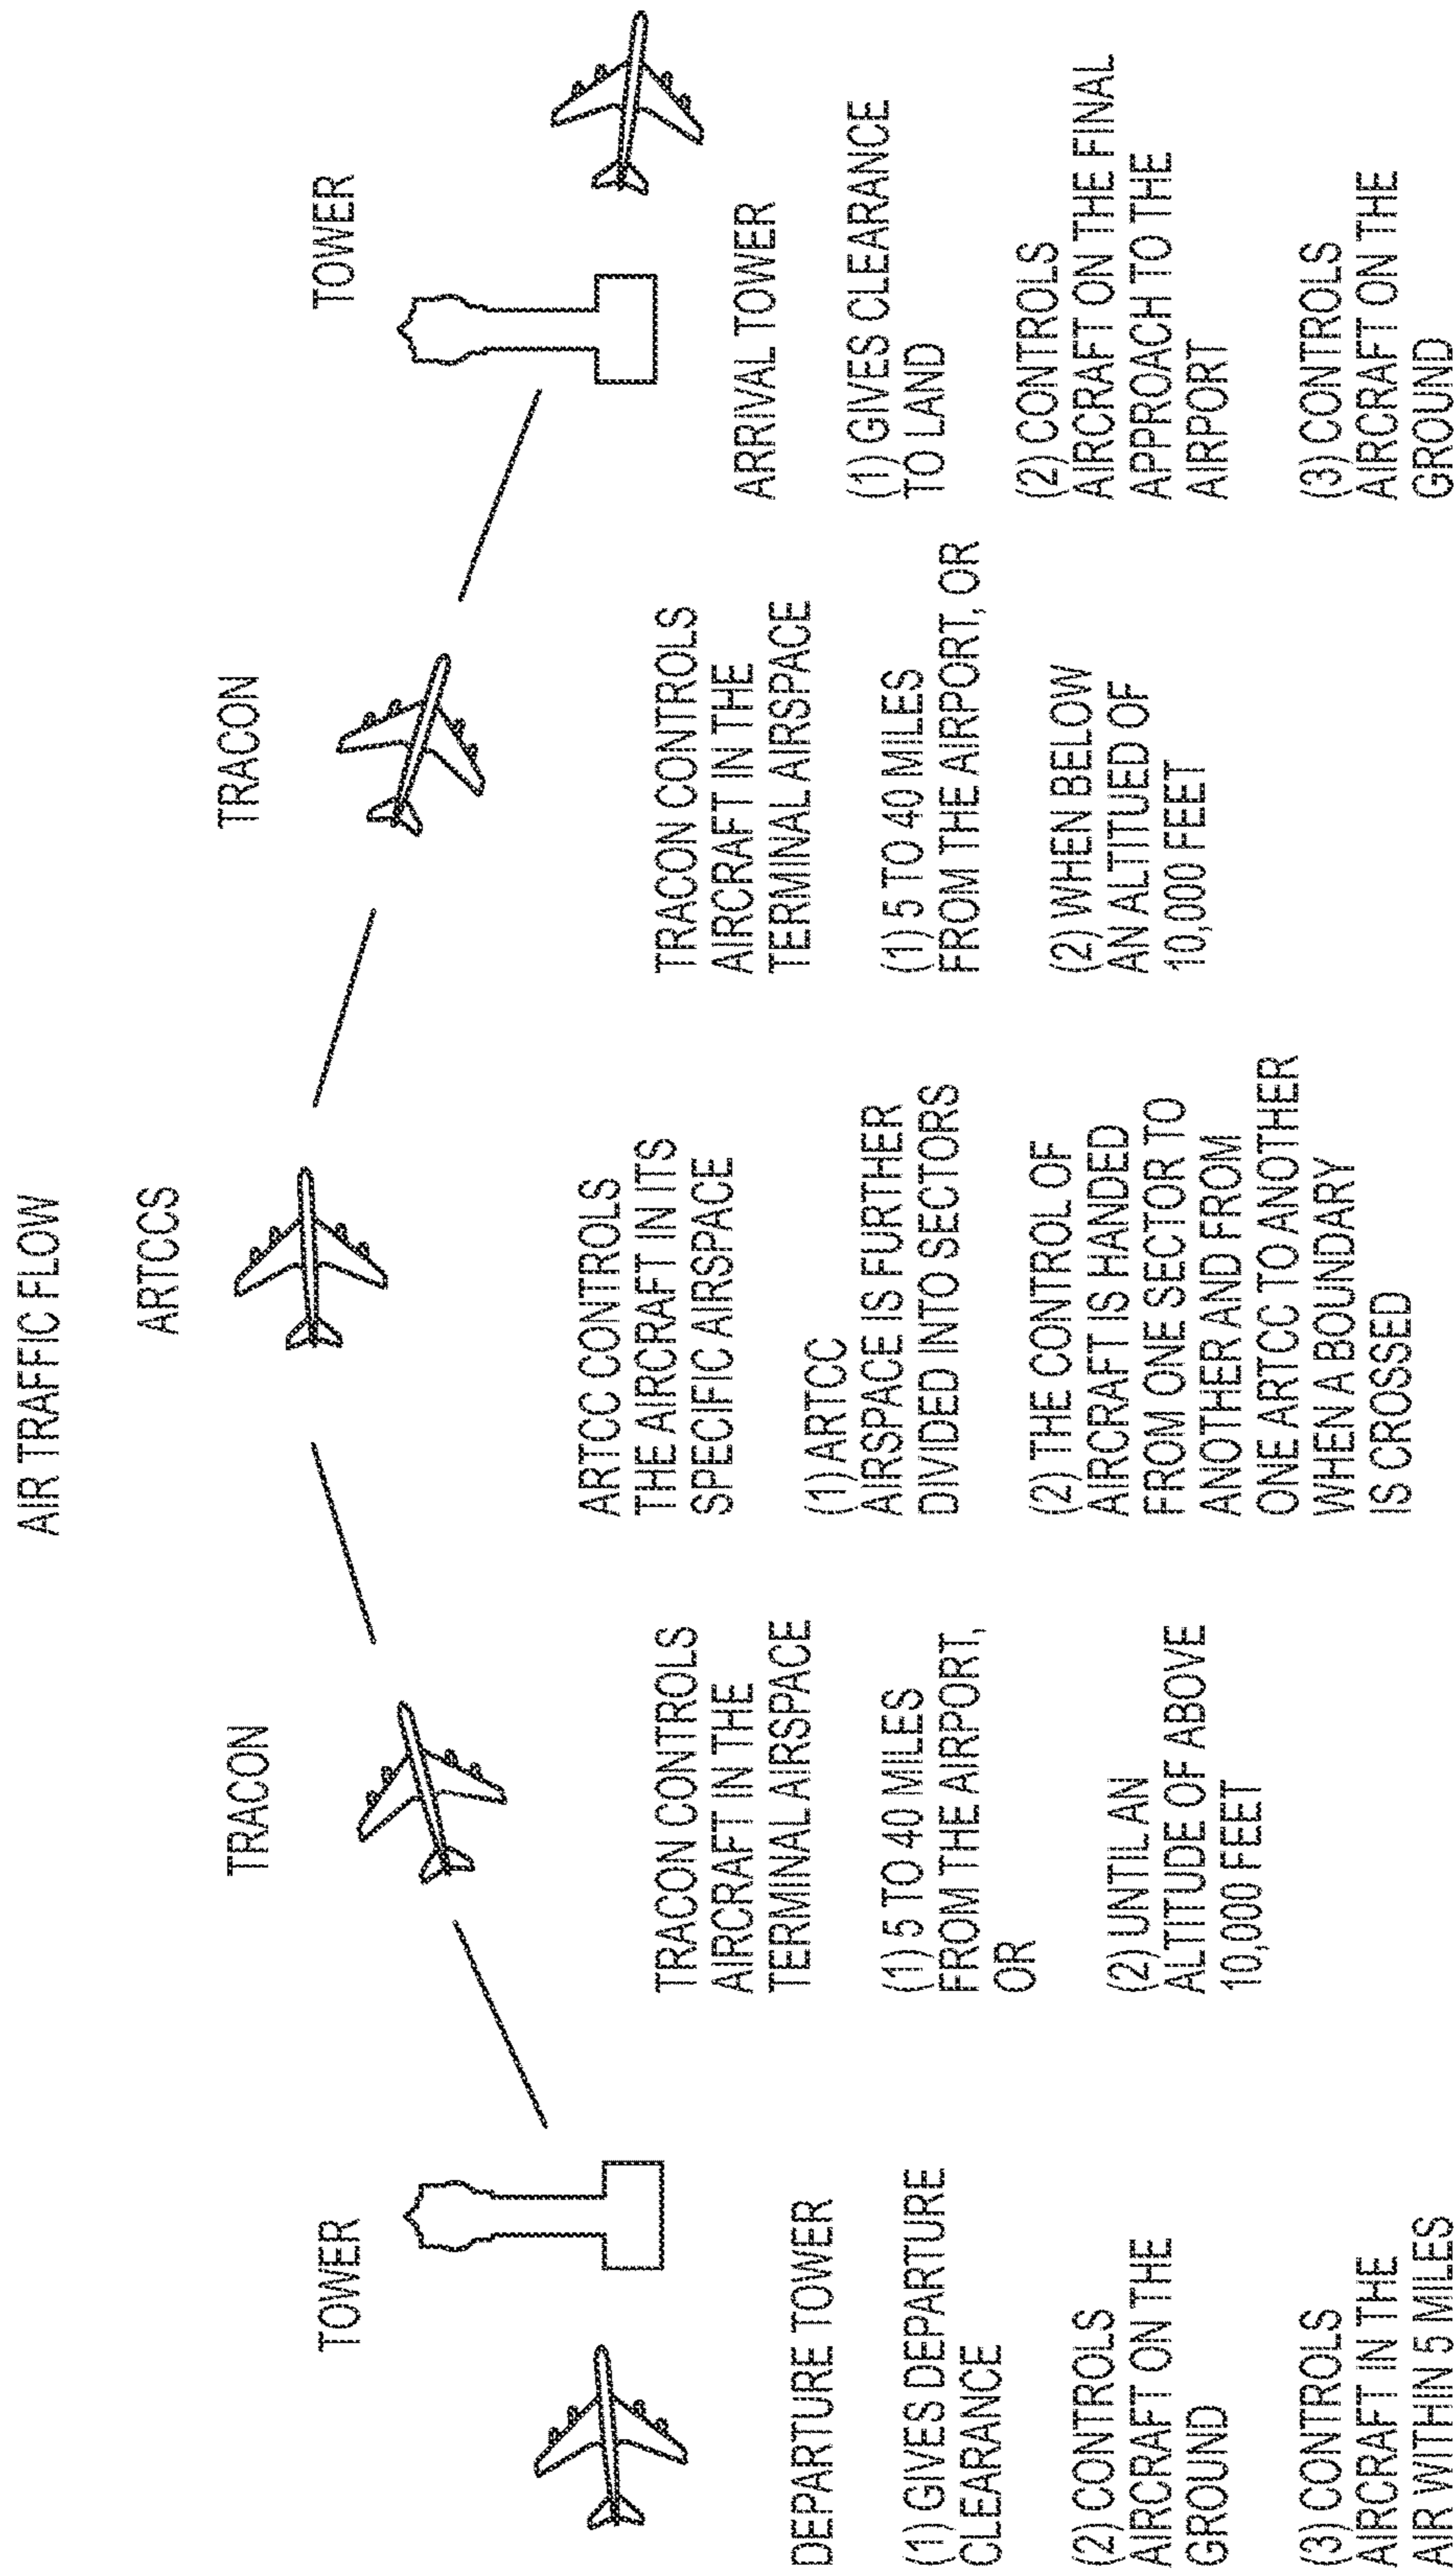 AIR TRAFFIC FLOW
TOWER
DEPARTURE TOWER
(1) GIVES DEPARTURE
CLEARANCE
(2) CONTROLS
AIRCRAFT ON THE
GROUND
(3) CONTROLS
AIRCRAFT IN THE
AIR WITHIN 5 MILES
TRACON
TRACON CONTROLS
AIRCRAFT IN THE
TERMINAL AIRSPACE
(1) 5 TO 40 MILES
FROM THE AIRPORT,
OR
(2) UNTIL AN
ALTITUDE OF ABOVE
10,000 FEET
ARTCCS
ARTCC CONTROLS
THE AIRCRAFT IN ITS
SPECIFIC AIRSPACE
(1) ARTCC
AIRSPACE IS FURTHER
DIVIDED INTO SECTORS
(2) THE CONTROL OF
AIRCRAFT IS HANDED
FROM ONE SECTOR TO
ANOTHER AND FROM
ONE ARTCC TO ANOTHER
WHEN A BOUNDARY
IS CROSSED
TRACON
TRACON CONTROLS
AIRCRAFT IN THE
TERMINAL AIRSPACE
(1) 5 TO 40 MILES
FROM THE AIRPORT, OR
(2) WHEN BELOW
AN ALTITUED OF
10,000 FEET
TOWER
ARRIVAL TOWER
(1) GIVES CLEARANCE
TO LAND
(2) CONTROLS
AIRCRAFT ON THE FINAL
APPROACH TO THE
AIRPORT
(3) CONTROLS
AIRCRAFT ON THE
GROUND